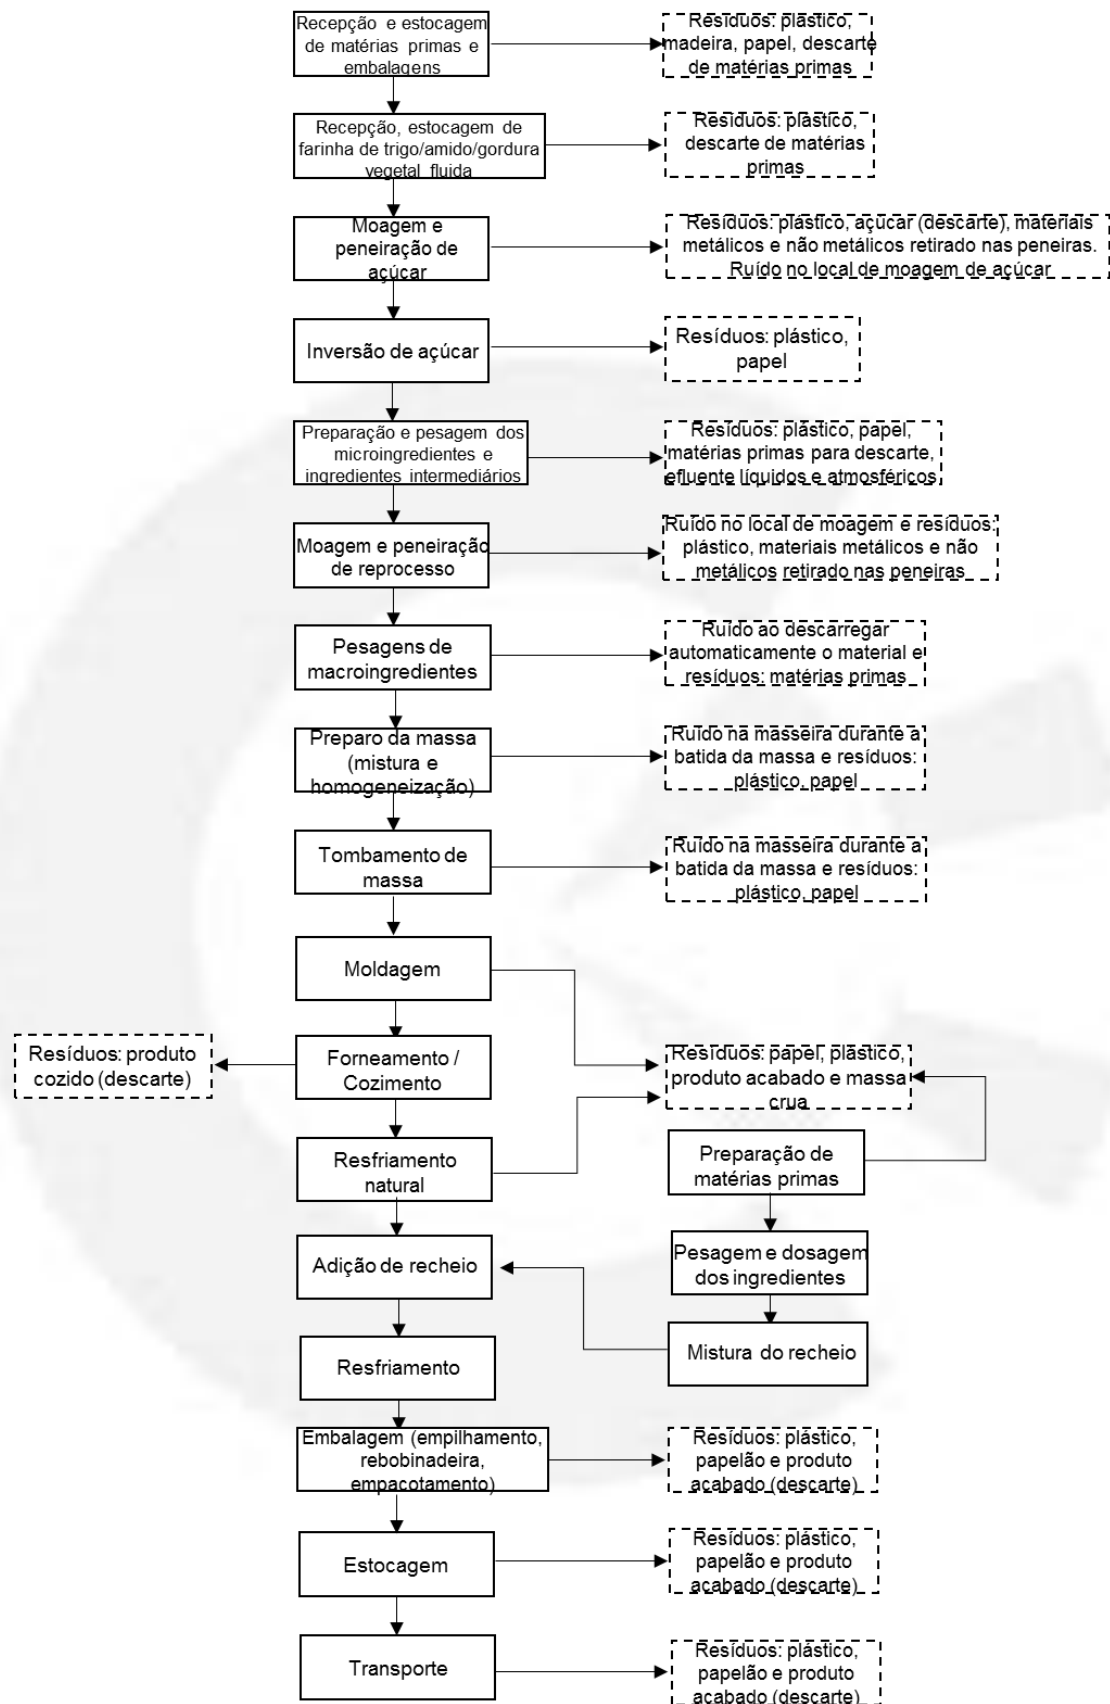 Recepção e estocagem
de matérias primas e
embalagens
Resíduos: plástico,
madeira, papel, descarte
de matérias primas
Recepção, estocagem de
farinha de trigo/amido/gordura
vegetal fluida
Resíduos: plástico,
descarte de matérias
primas
Moagem e
peneiração de
açúcar
Resíduos: plástico, açúcar (descarte), materiais
metálicos e não metálicos retirado nas peneiras.
Ruído no local de moagem de açúcar
Inversão de açúcar
Resíduos: plástico,
papel
Preparação e pesagem dos
microingredientes e
ingredientes intermediários
Resíduos: plástico, papel,
matérias primas para descarte,
efluente líquidos e atmosféricos
Moagem e peneiração
de reprocesso
Ruído no local de moagem e resíduos:
plástico, materiais metálicos e não
metálicos retirado nas peneiras
Pesagens de
macroingredientes
Ruído ao descarregar
automaticamente o material e
resíduos: matérias primas
Preparo da massa
(mistura e
homogeneização)
Ruído na masseira durante a
batida da massa e resíduos:
plástico, papel
Tombamento de
massa
Ruído na masseira durante a
batida da massa e resíduos:
plástico, papel
Moldagem
Resíduos: produto
cozido (descarte)
Forneamento /
Cozimento
Resíduos: papel, plástico,
produto acabado e massa
crua
Resfriamento
natural
Preparação de
matérias primas
Adição de recheio
Pesagem e dosagem
dos ingredientes
Resfriamento
Mistura do recheio
Embalagem (empilhamento,
rebobinadeira,
empacotamento)
Resíduos: plástico,
papelão e produto
acabado (descarte)
Estocagem
Resíduos: plástico,
papelão e produto
acabado (descarte)
Transporte
Resíduos: plástico,
papelão e produto
acabado (descarte)